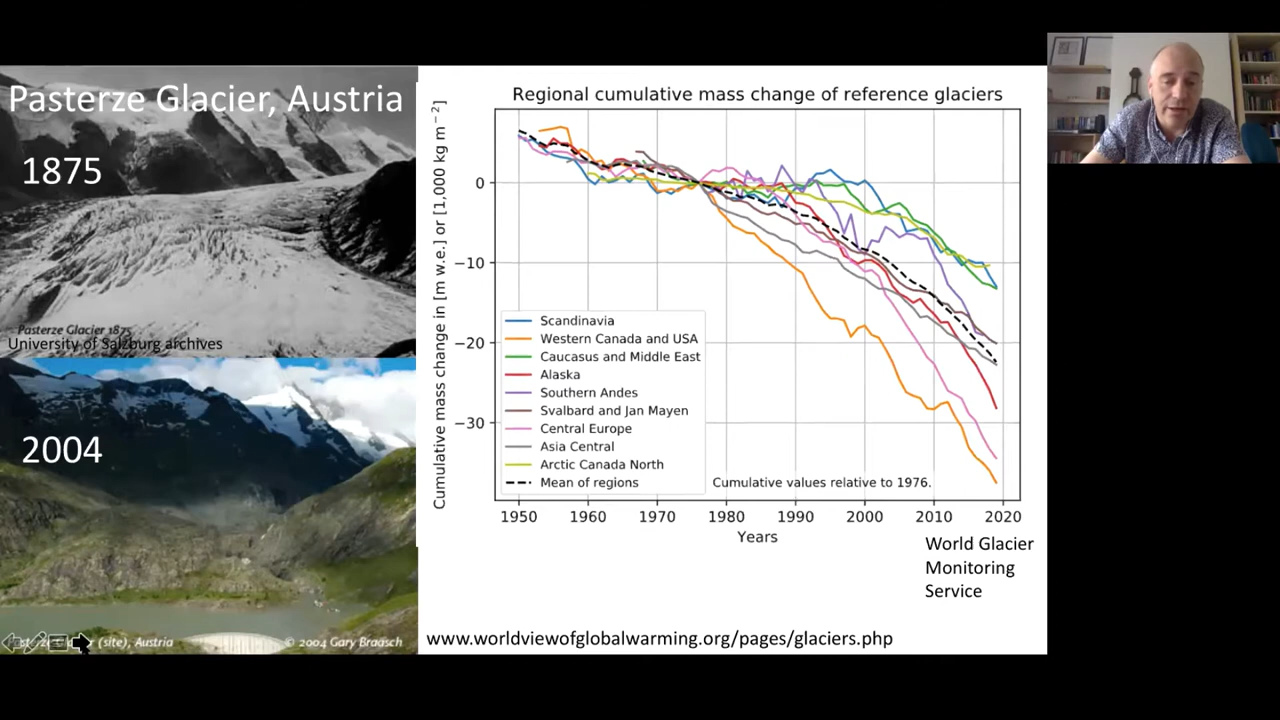 Pasterze Glacier, Austria
1875
Pasterze Glacier 1875
University of Salzburg archives
2004
(site), Austria
© 2004 Gary Braasch
Regional cumulative mass change of reference glaciers
Cumulative mass change in [m w.e.] or [1,000 kg m⁻²]
0
−10
−20
−30
Scandinavia
Western Canada and USA
Caucasus and Middle East
Alaska
Southern Andes
Svalbard and Jan Mayen
Central Europe
Asia Central
Arctic Canada North
Mean of regions
Cumulative values relative to 1976.
1950 1960 1970 1980 1990 2000 2010 2020
Years
World Glacier
Monitoring
Service
www.worldviewofglobalwarming.org/pages/glaciers.php